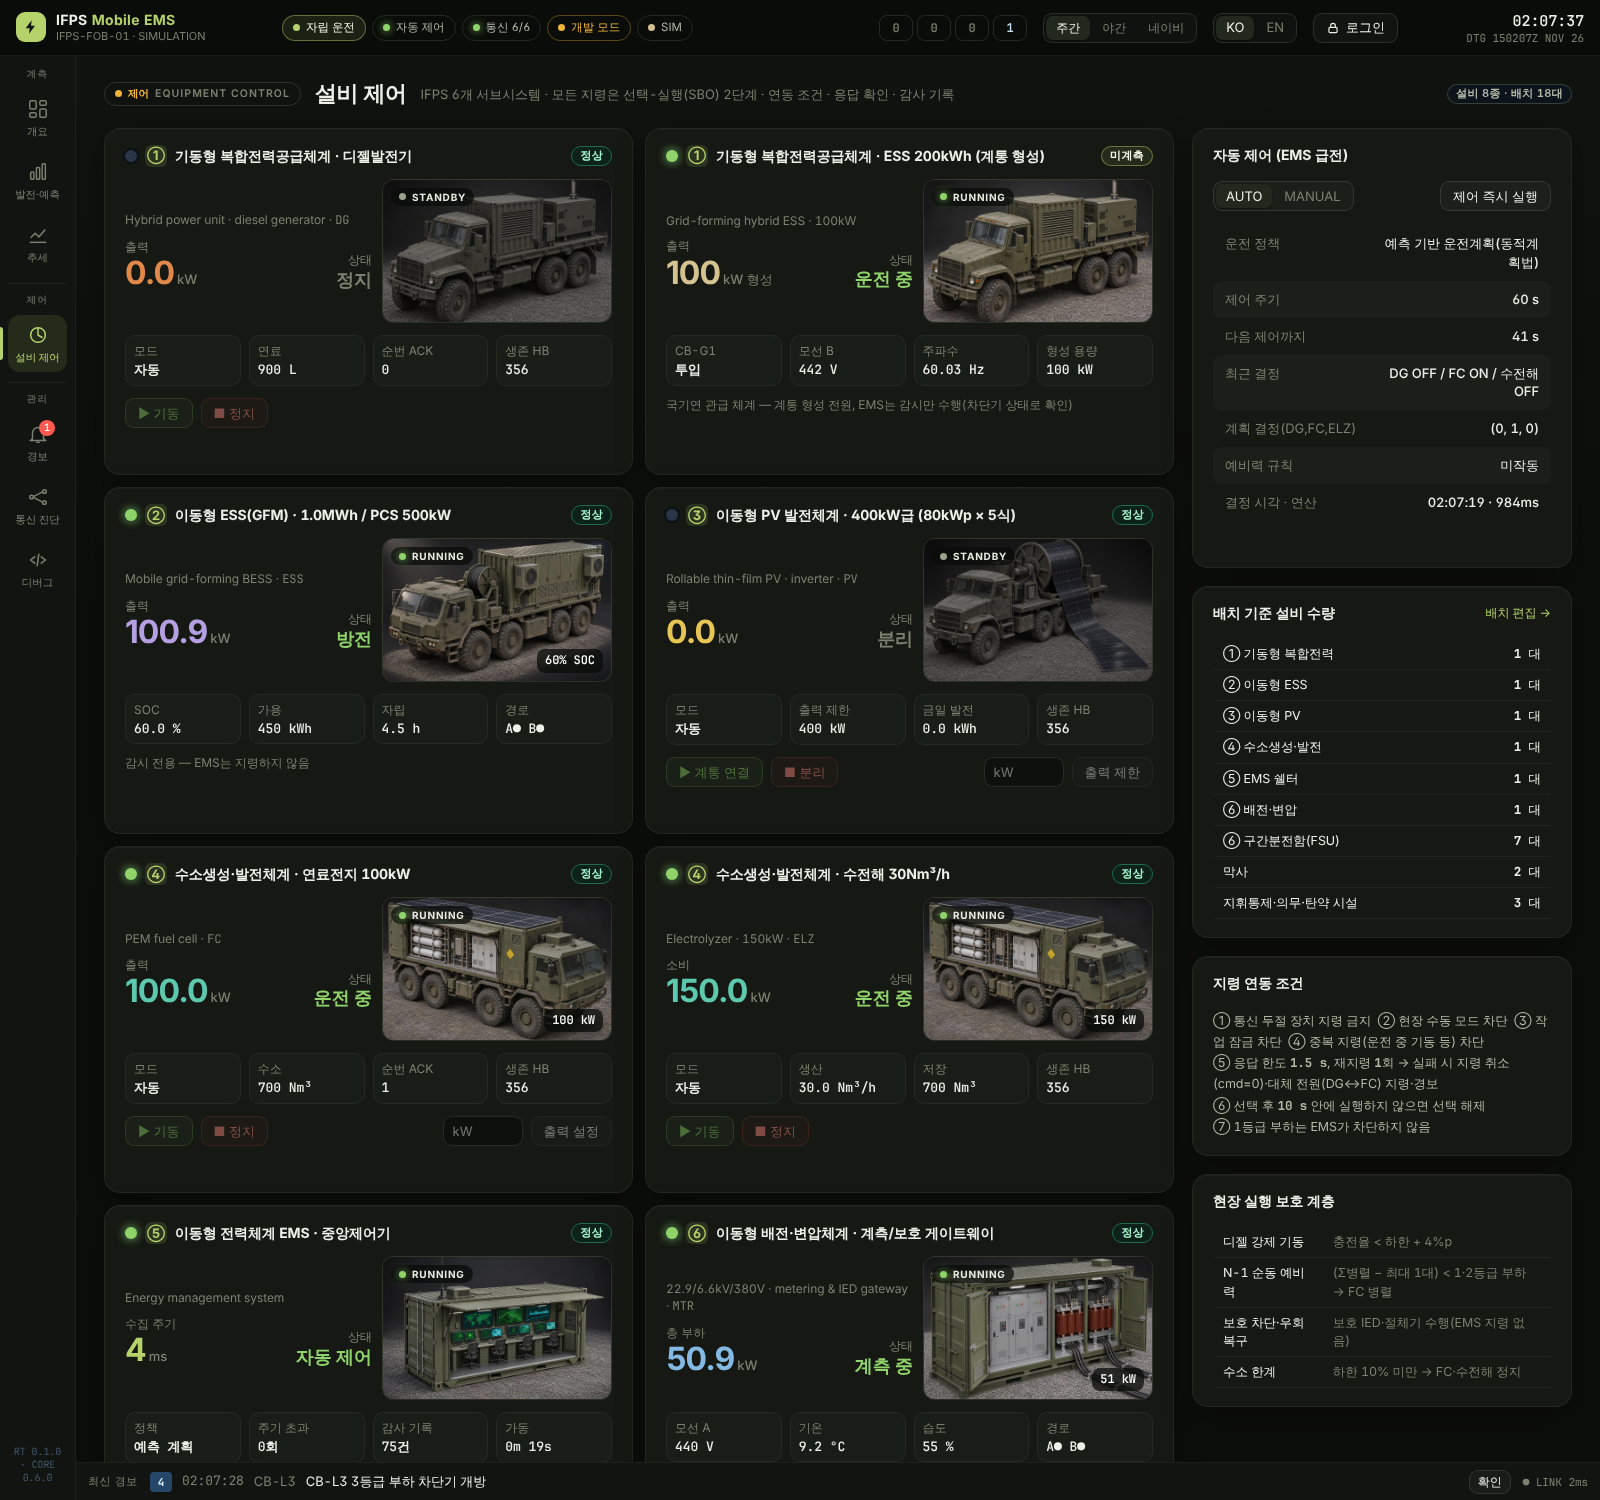 IFPS Mobile EMS
IFPS-FOB-01 · SIMULATION
자립 운전
자동 제어
통신 6/6
개발 모드
SIM
0 0 0 1
주간 야간 네이비
KO EN
로그인
02:07:37
DTG 150207Z NOV 26
계측
개요
발전·예측
추세
제어
설비 제어
관리
1
경보
통신 진단
디버그
RT 0.1.0
· CORE
0.6.0
제어 EQUIPMENT CONTROL
설비 제어
IFPS 6개 서브시스템 · 모든 지령은 선택-실행(SBO) 2단계 · 연동 조건 · 응답 확인 · 감사 기록
설비 8종 · 배치 18대
① 기동형 복합전력공급체계 · 디젤발전기
정상
STANDBY
Hybrid power unit · diesel generator · DG
출력
0.0 kW
상태
정지
모드
자동
연료
900 L
순번 ACK
0
생존 HB
356
▶ 기동
■ 정지
① 기동형 복합전력공급체계 · ESS 200kWh (계통 형성)
미계측
RUNNING
Grid-forming hybrid ESS · 100kW
출력
100 kW 형성
상태
운전 중
CB-G1
투입
모선 B
442 V
주파수
60.03 Hz
형성 용량
100 kW
국기연 관급 체계 — 계통 형성 전원, EMS는 감시만 수행(차단기 상태로 확인)
② 이동형 ESS(GFM) · 1.0MWh / PCS 500kW
정상
RUNNING
Mobile grid-forming BESS · ESS
출력
100.9 kW
상태
방전
60% SOC
SOC
60.0 %
가용
450 kWh
자립
4.5 h
경로
A● B●
감시 전용 — EMS는 지령하지 않음
③ 이동형 PV 발전체계 · 400kW급 (80kWp × 5식)
정상
STANDBY
Rollable thin-film PV · inverter · PV
출력
0.0 kW
상태
분리
모드
자동
출력 제한
400 kW
금일 발전
0.0 kWh
생존 HB
356
▶ 계통 연결
■ 분리
kW
출력 제한
④ 수소생성·발전체계 · 연료전지 100kW
정상
RUNNING
PEM fuel cell · FC
출력
100.0 kW
상태
운전 중
100 kW
모드
자동
수소
700 Nm³
순번 ACK
1
생존 HB
356
▶ 기동
■ 정지
kW
출력 설정
④ 수소생성·발전체계 · 수전해 30Nm³/h
정상
RUNNING
Electrolyzer · 150kW · ELZ
소비
150.0 kW
상태
운전 중
150 kW
모드
자동
생산
30.0 Nm³/h
저장
700 Nm³
생존 HB
356
▶ 기동
■ 정지
⑤ 이동형 전력체계 EMS · 중앙제어기
정상
RUNNING
Energy management system
수집 주기
4 ms
상태
자동 제어
정책
예측 계획
주기 초과
0회
감사 기록
75건
가동
0m 19s
⑥ 이동형 배전·변압체계 · 계측/보호 게이트웨이
정상
RUNNING
22.9/6.6kV/380V · metering & IED gateway
· MTR
총 부하
50.9 kW
상태
계측 중
51 kW
모선 A
440 V
기온
9.2 °C
습도
55 %
경로
A● B●
자동 제어 (EMS 급전)
AUTO MANUAL
제어 즉시 실행
운전 정책
예측 기반 운전계획(동적계
획법)
제어 주기
60 s
다음 제어까지
41 s
최근 결정
DG OFF / FC ON / 수전해
OFF
계획 결정(DG,FC,ELZ)
(0, 1, 0)
예비력 규칙
미작동
결정 시각 · 연산
02:07:19 · 984ms
배치 기준 설비 수량
배치 편집 →
① 기동형 복합전력 1 대
② 이동형 ESS 1 대
③ 이동형 PV 1 대
④ 수소생성·발전 1 대
⑤ EMS 쉘터 1 대
⑥ 배전·변압 1 대
⑥ 구간분전함(FSU) 7 대
막사 2 대
지휘통제·의무·탄약 시설 3 대
지령 연동 조건
① 통신 두절 장치 지령 금지 ② 현장 수동 모드 차단 ③ 작
업 잠금 차단 ④ 중복 지령(운전 중 기동 등) 차단
⑤ 응답 한도 1.5 s, 재지령 1회 → 실패 시 지령 취소
(cmd=0)·대체 전원(DG↔FC) 지령·경보
⑥ 선택 후 10 s 안에 실행하지 않으면 선택 해제
⑦ 1등급 부하는 EMS가 차단하지 않음
현장 실행 보호 계층
디젤 강제 기동
충전율 < 하한 + 4%p
N-1 순동 예비
력
(Σ병렬 − 최대 1대) < 1·2등급 부하
→ FC 병렬
보호 차단·우회
복구
보호 IED·절체기 수행(EMS 지령 없
음)
수소 한계
하한 10% 미만 → FC·수전해 정지
최신 경보
4
02:07:28
CB-L3
CB-L3 3등급 부하 차단기 개방
확인
LINK 2ms